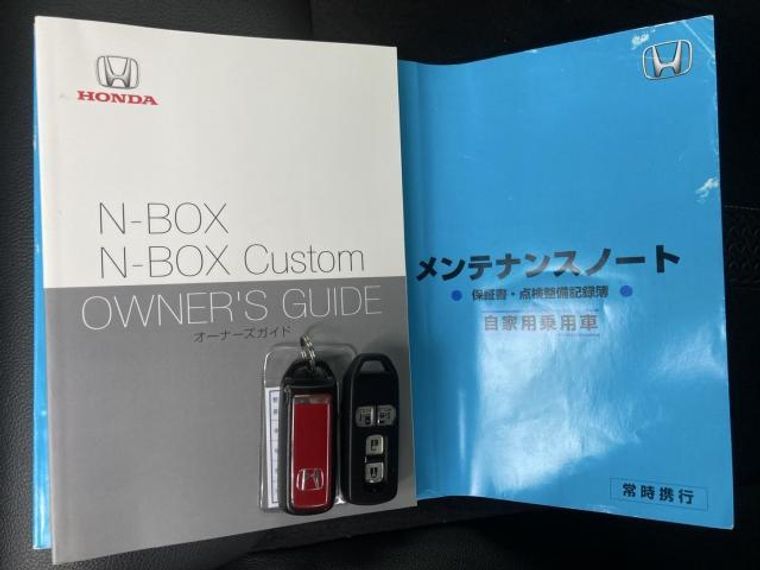 HONDA
N-BOX
N-BOX Custom
OWNER'S GUIDE
オーナーズガイド
メンテナンスノート
保証書・点検整備記録簿
自家用乗用車
常時携行